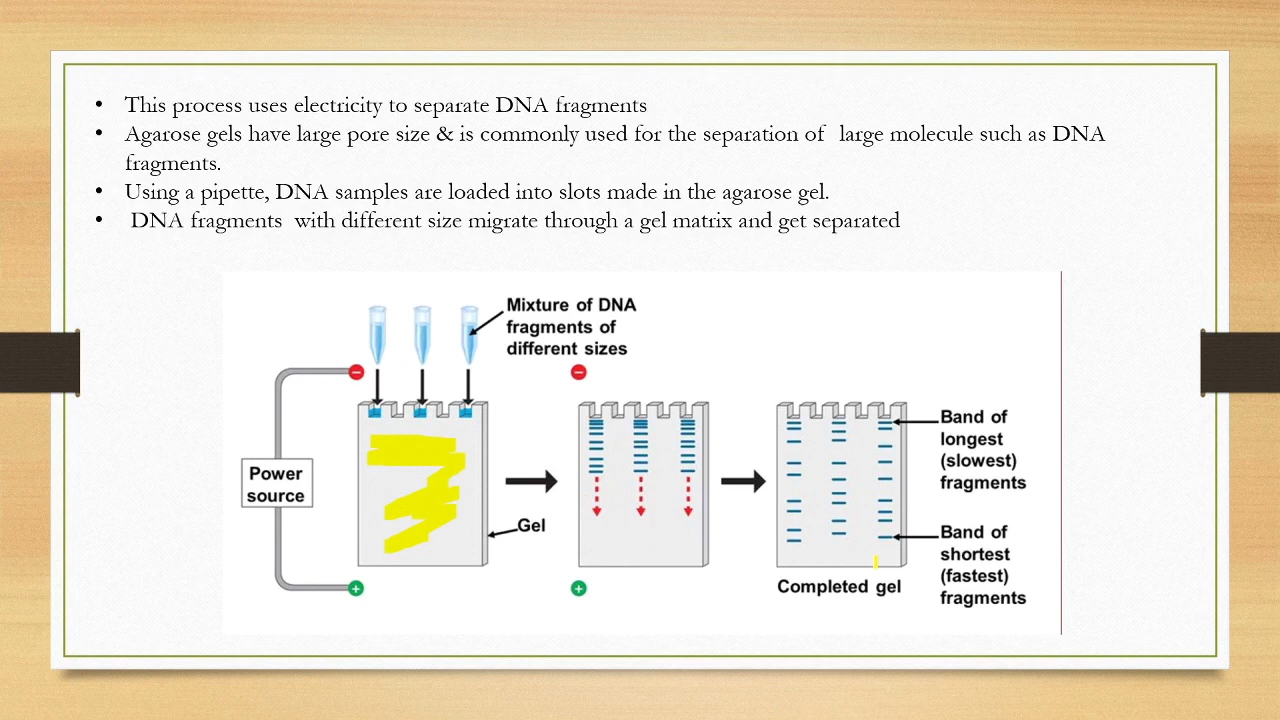 • This process uses electricity to separate DNA fragments
• Agarose gels have large pore size & is commonly used for the separation of  large molecule such as DNA
fragments.
• Using a pipette, DNA samples are loaded into slots made in the agarose gel.
•  DNA fragments  with different size migrate through a gel matrix and get separated
Mixture of DNA
fragments of
different sizes
Power
source
Gel
Completed gel
Band of
longest
(slowest)
fragments
Band of
shortest
(fastest)
fragments